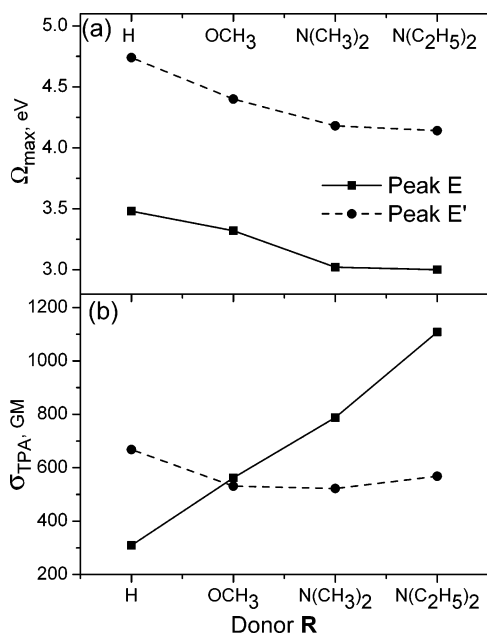 (a)
H OCH3 N(CH3)2 N(C2H5)2
5.0
4.5
4.0
3.5
3.0
Ωmax, eV
Peak E
Peak E'
(b)
1200
1000
800
600
400
200
σTPA, GM
H OCH3 N(CH3)2 N(C2H5)2
Donor R